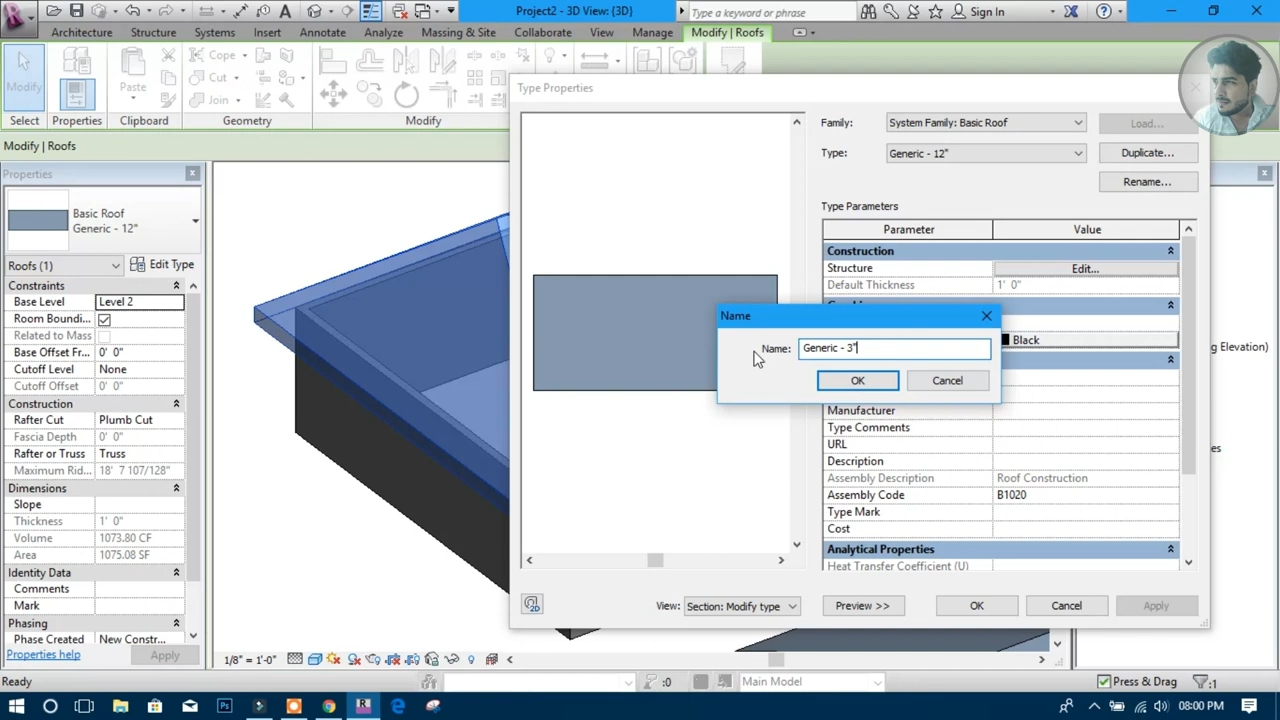 Project2 - 3D View: {3D}
Type a keyword or phrase
Sign In
Architecture Structure Systems Insert Annotate Analyze Massing & Site Collaborate View Manage Modify | Roofs
Modify
Paste
Cope
Cut
Join
Select Properties Clipboard Geometry Modify
Modify | Roofs
Properties
Basic Roof
Generic - 12"
Roofs (1)
Edit Type
Constraints
Base Level Level 2
Room Boundi...
Related to Mass
Base Offset Fr... 0' 0"
Cutoff Level None
Cutoff Offset 0' 0"
Construction
Rafter Cut Plumb Cut
Fascia Depth 0' 0"
Rafter or Truss Truss
Maximum Rid... 18' 7 107/128"
Dimensions
Slope
Thickness 1' 0"
Volume 1073.80 CF
Area 1075.08 SF
Identity Data
Comments
Mark
Phasing
Phase Created New Constr...
Properties help
Apply
Type Properties
Family: System Family: Basic Roof Load...
Type: Generic - 12" Duplicate...
Rename...
Type Parameters
Parameter Value
Construction
Structure Edit...
Default Thickness 1' 0"
Black
Name
Name: Generic - 3"
OK Cancel
Manufacturer
Type Comments
URL
Description
Assembly Description Roof Construction
Assembly Code B1020
Type Mark
Cost
Analytical Properties
Heat Transfer Coefficient (U)
2D
View: Section: Modify type Preview >> OK Cancel Apply
g Elevation)
es
s
1/8" = 1'-0"
Ready
:0
Main Model
Press & Drag
:1
08:00 PM